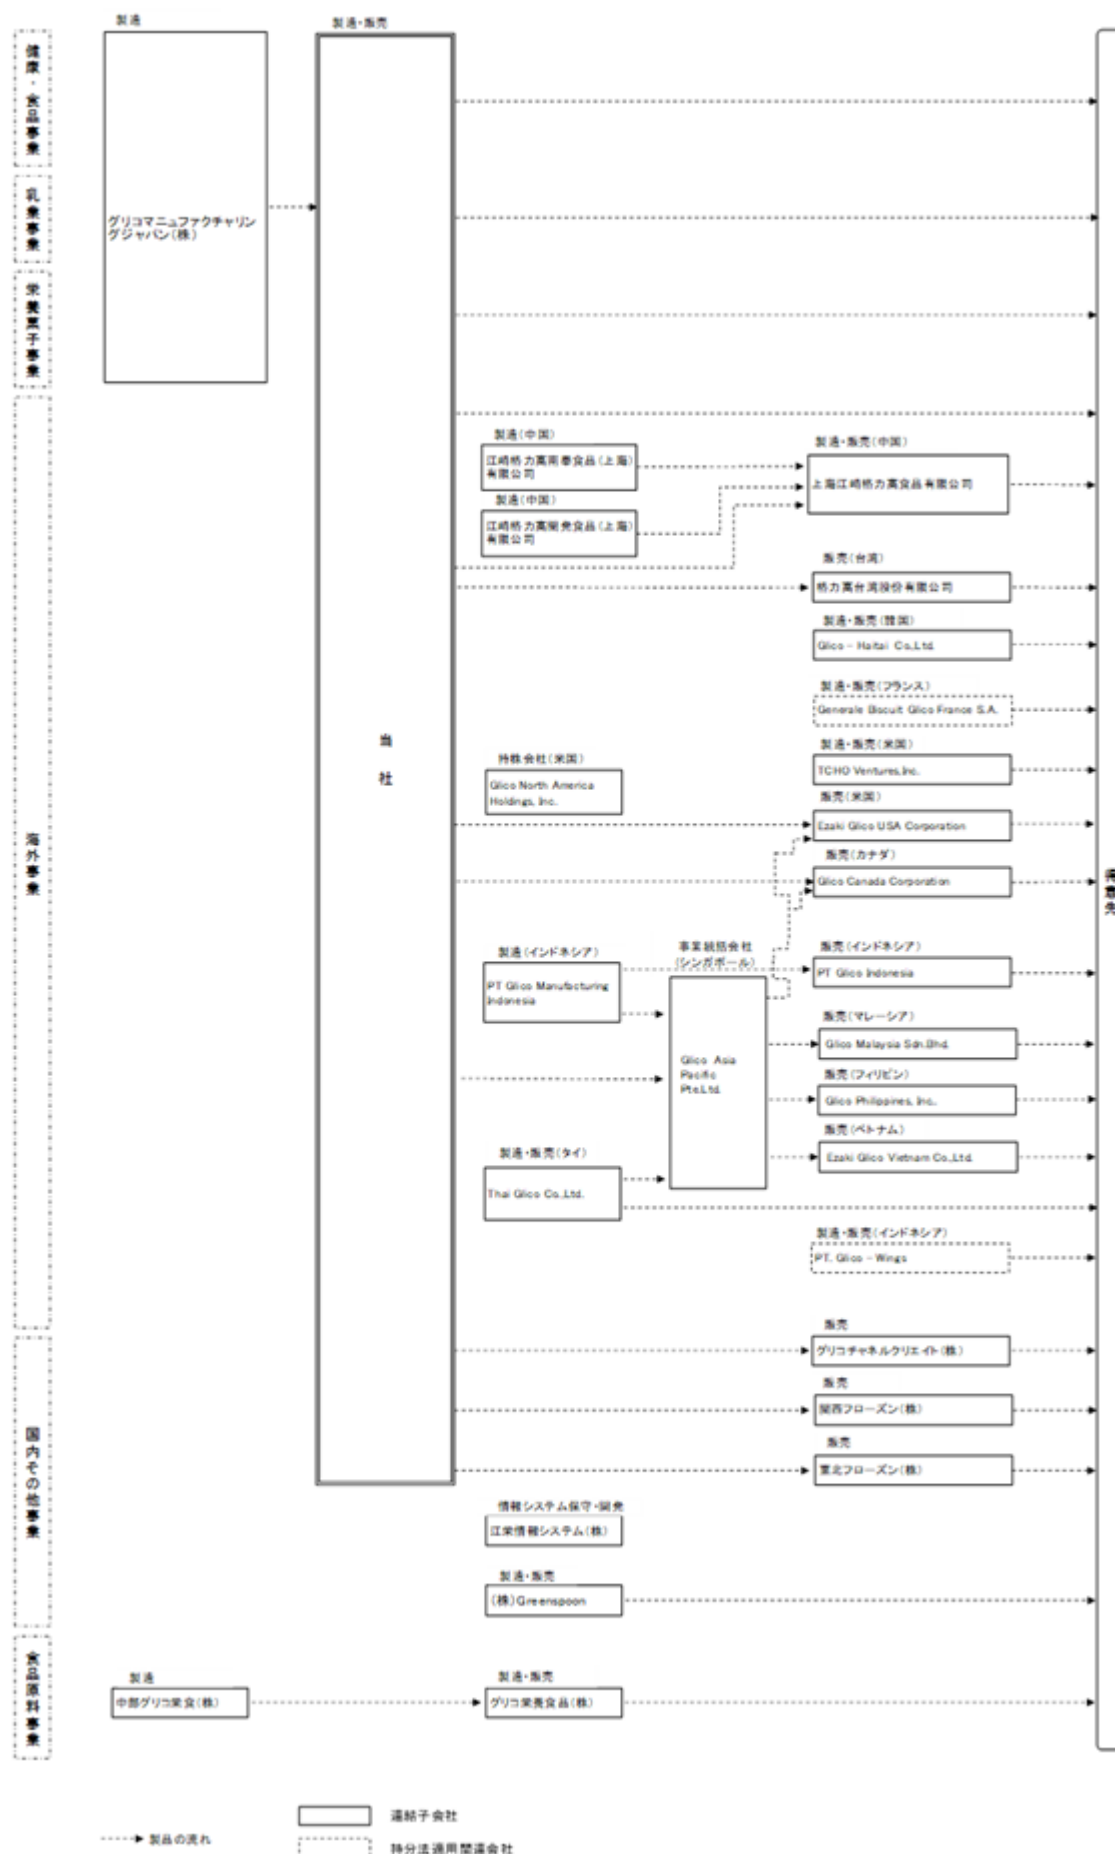 製造
製造・販売
健康・食品事業
乳業事業
グリコマニュファクチャリン
グジャパン(株)
栄養菓子事業
製造(中国)
江崎格力高南奉食品(上海)
有限公司
製造・販売(中国)
上海江崎格力高食品有限公司
製造(中国)
江崎格力高閔発食品(上海)
有限公司
販売(台湾)
格力高台湾股份有限公司
製造・販売(韓国)
Glico－Haitai Co.,Ltd.
製造・販売(フランス)
Generale Biscuit Glico France S.A.
当
社
持株会社(米国)
Glico North America
Holdings, Inc.
製造・販売(米国)
TCHO Ventures,Inc.
販売(米国)
Ezaki Glico USA Corporation
海外事業
販売(カナダ)
Glico Canada Corporation
得意先
製造(インドネシア)
PT Glico Manufacturing
Indonesia
事業統括会社
(シンガポール)
Glico Asia
Pacific
Pte.Ltd.
販売(インドネシア)
PT Glico Indonesia
販売(マレーシア)
Glico Malaysia Sdn.Bhd.
販売(フィリピン)
Glico Philippines, Inc.
販売(ベトナム)
Ezaki Glico Vietnam Co.,Ltd.
製造・販売(タイ)
Thai Glico Co.,Ltd.
製造・販売(インドネシア)
PT. Glico－Wings
国内その他事業
販売
グリコチャネルクリエイト(株)
販売
関西フローズン(株)
販売
東北フローズン(株)
情報システム保守・開発
江栄情報システム(株)
製造・販売
(株)Greenspoon
食品原料事業
製造
中部グリコ栄食(株)
製造・販売
グリコ栄養食品(株)
製品の流れ
連結子会社
持分法適用関連会社